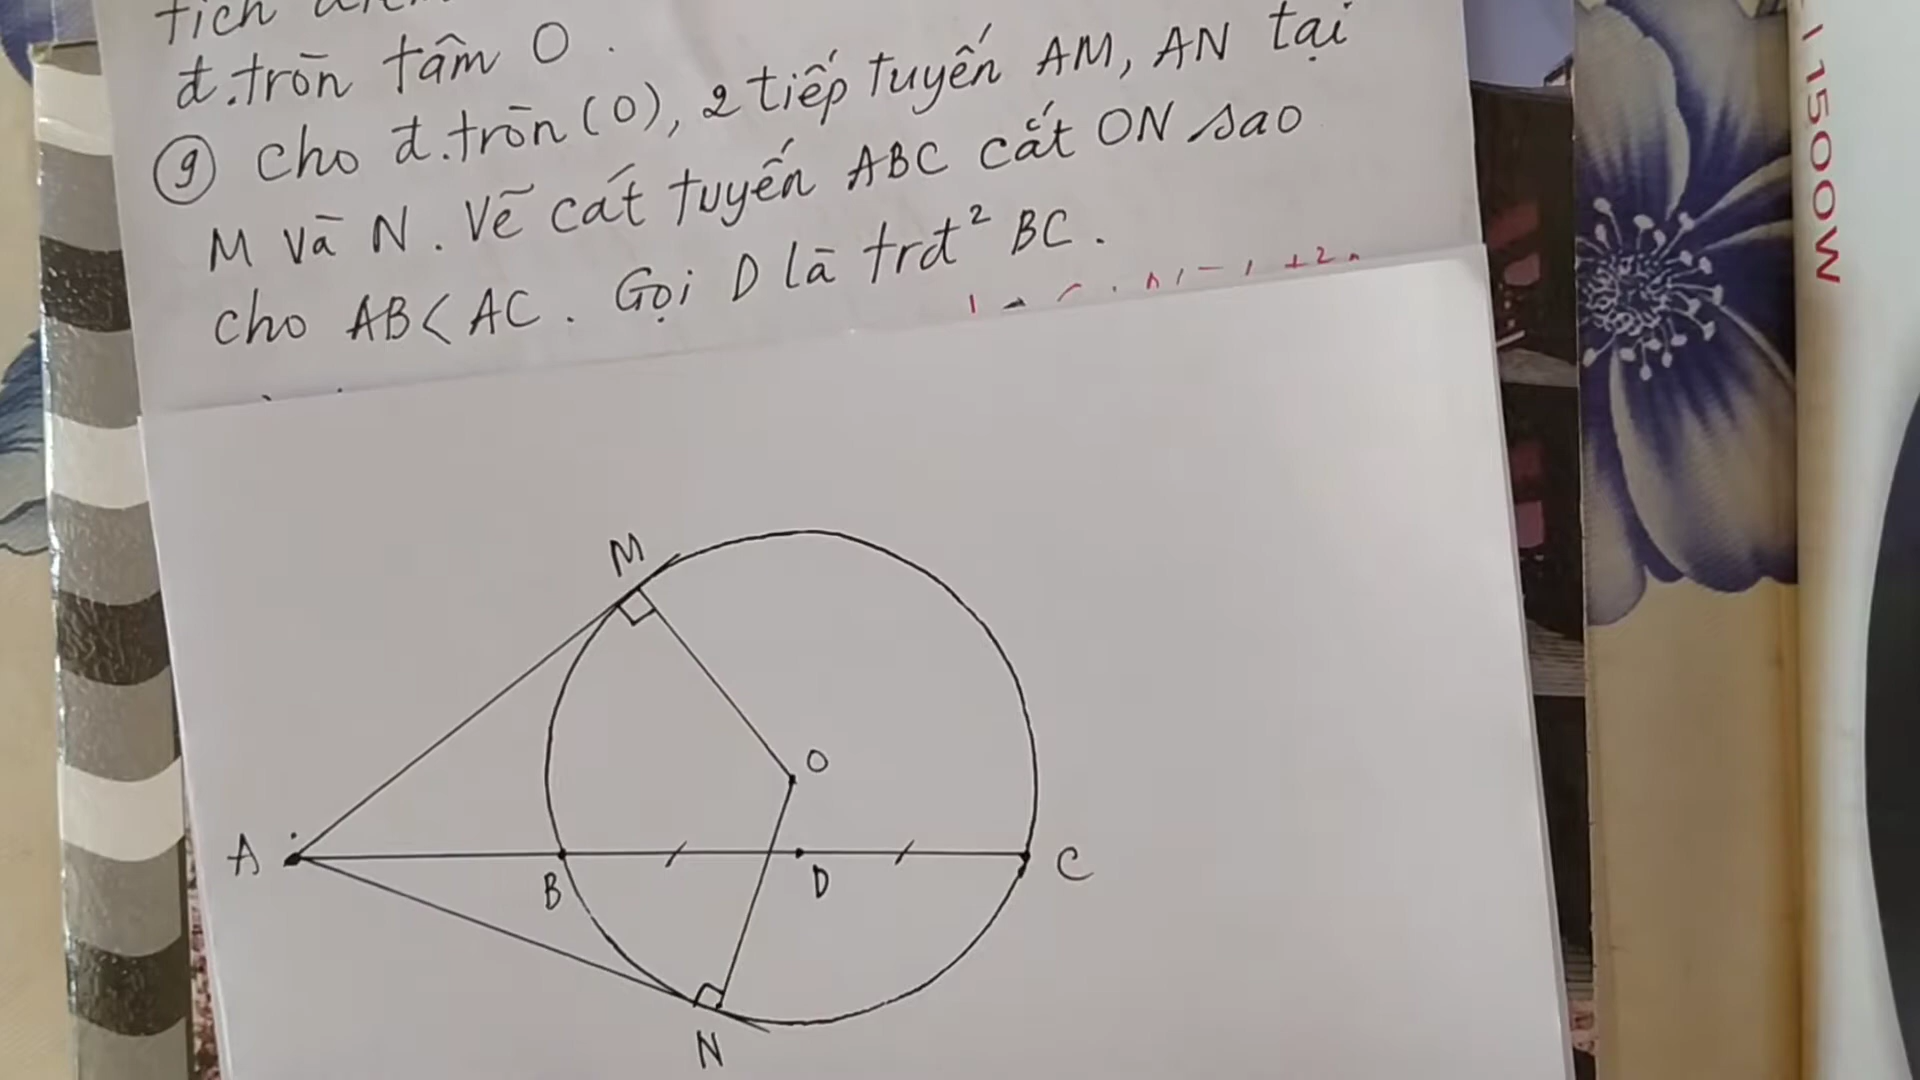 đ.tròn tâm O.
⑨ Cho đ.tròn (O), 2 tiếp tuyến AM, AN tại
M và N. Vẽ cát tuyến ABC cắt ON sao
cho AB < AC. Gọi D là trđ² BC.
M
O
A
B
D
C
N
1500W